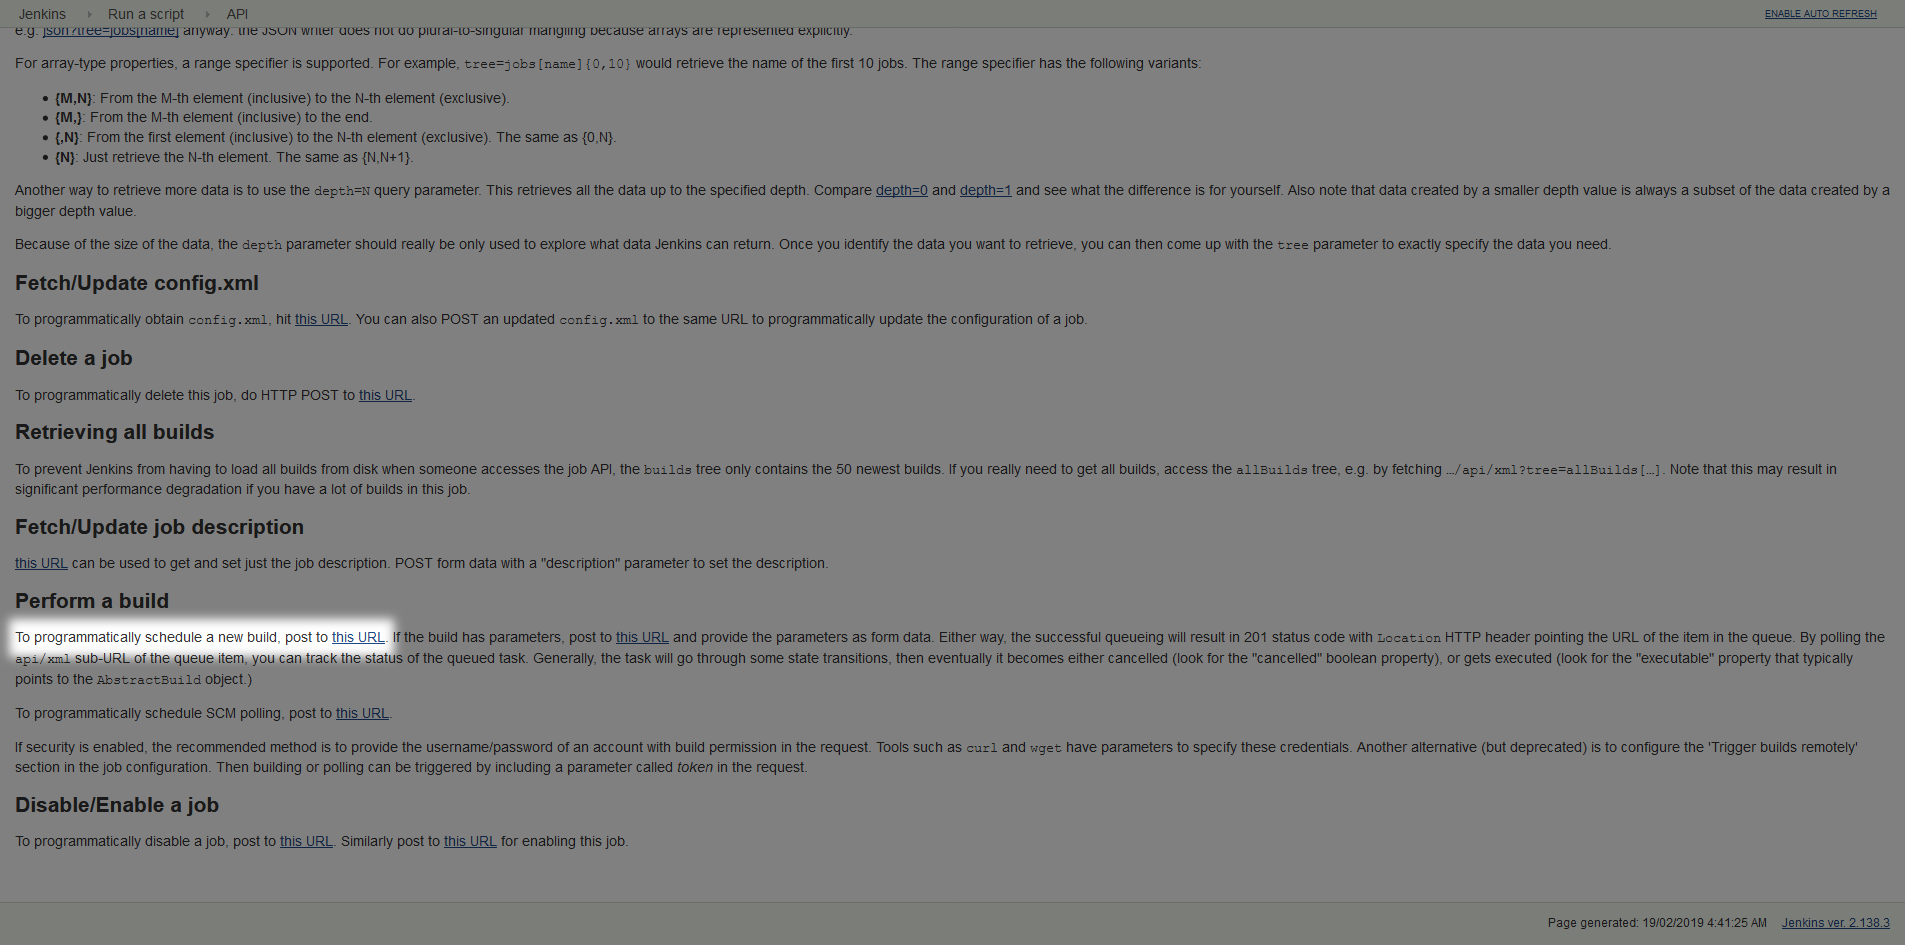 Jenkins Run a script API ENABLE AUTO REFRESH
e.g. json?tree=jobs[name] anyway: the JSON writer does not do plural-to-singular mangling because arrays are represented explicitly.
For array-type properties, a range specifier is supported. For example, tree=jobs[name]{0,10} would retrieve the name of the first 10 jobs. The range specifier has the following variants:
• {M,N}: From the M-th element (inclusive) to the N-th element (exclusive).
• {M,}: From the M-th element (inclusive) to the end.
• {,N}: From the first element (inclusive) to the N-th element (exclusive). The same as {0,N}.
• {N}: Just retrieve the N-th element. The same as {N,N+1}.
Another way to retrieve more data is to use the depth=N query parameter. This retrieves all the data up to the specified depth. Compare depth=0 and depth=1 and see what the difference is for yourself. Also note that data created by a smaller depth value is always a subset of the data created by a
bigger depth value.
Because of the size of the data, the depth parameter should really be only used to explore what data Jenkins can return. Once you identify the data you want to retrieve, you can then come up with the tree parameter to exactly specify the data you need.
Fetch/Update config.xml
To programmatically obtain config.xml, hit this URL. You can also POST an updated config.xml to the same URL to programmatically update the configuration of a job.
Delete a job
To programmatically delete this job, do HTTP POST to this URL.
Retrieving all builds
To prevent Jenkins from having to load all builds from disk when someone accesses the job API, the builds tree only contains the 50 newest builds. If you really need to get all builds, access the allBuilds tree, e.g. by fetching …/api/xml?tree=allBuilds[…]. Note that this may result in
significant performance degradation if you have a lot of builds in this job.
Fetch/Update job description
this URL can be used to get and set just the job description. POST form data with a "description" parameter to set the description.
Perform a build
To programmatically schedule a new build, post to this URL. If the build has parameters, post to this URL and provide the parameters as form data. Either way, the successful queueing will result in 201 status code with Location HTTP header pointing the URL of the item in the queue. By polling the
api/xml sub-URL of the queue item, you can track the status of the queued task. Generally, the task will go through some state transitions, then eventually it becomes either cancelled (look for the "cancelled" boolean property), or gets executed (look for the "executable" property that typically
points to the AbstractBuild object.)
To programmatically schedule SCM polling, post to this URL.
If security is enabled, the recommended method is to provide the username/password of an account with build permission in the request. Tools such as curl and wget have parameters to specify these credentials. Another alternative (but deprecated) is to configure the 'Trigger builds remotely'
section in the job configuration. Then building or polling can be triggered by including a parameter called token in the request.
Disable/Enable a job
To programmatically disable a job, post to this URL. Similarly post to this URL for enabling this job.
Page generated: 19/02/2019 4:41:25 AM Jenkins ver. 2.138.3